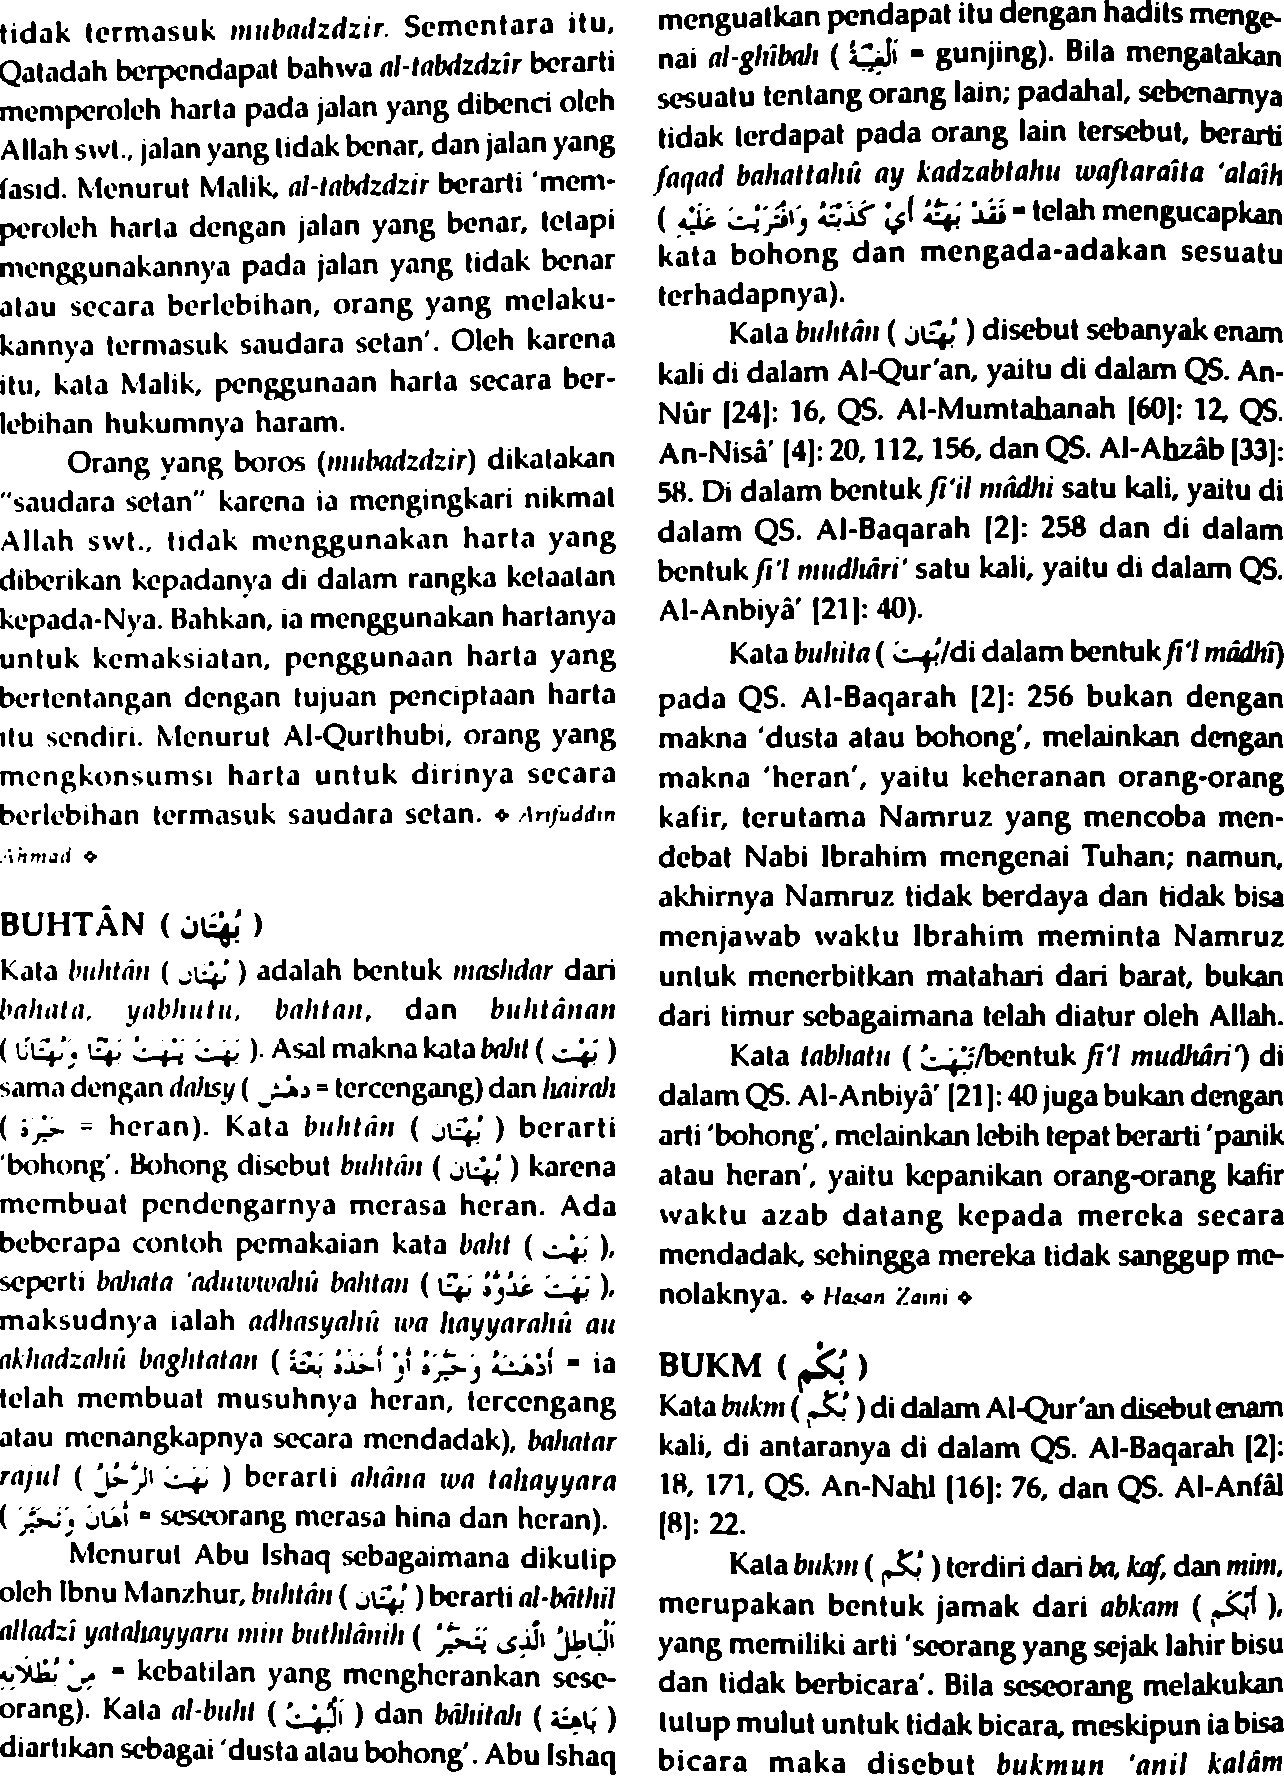 tidak termasuk mubadzdzir. Sementara itu,
Qatadah berpendapat bahwa al-tabdzdzîr berarti
memperoleh harta pada jalan yang dibenci oleh
Allah swt., jalan yang tidak benar, dan jalan yang
fasid. Menurut Malik, al-tabdzdzir berarti ‘mem-
peroleh harta dengan jalan yang benar, tetapi
menggunakannya pada jalan yang tidak benar
atau secara berlebihan, orang yang melaku-
kannya termasuk saudara setan’. Oleh karena
itu, kata Malik, penggunaan harta secara ber-
lebihan hukumnya haram.
Orang yang boros (mubadzdzir) dikatakan
“saudara setan” karena ia mengingkari nikmat
Allah swt., tidak menggunakan harta yang
diberikan kepadanya di dalam rangka ketaatan
kepada-Nya. Bahkan, ia menggunakan hartanya
untuk kemaksiatan, penggunaan harta yang
bertentangan dengan tujuan penciptaan harta
itu sendiri. Menurut Al-Qurthubi, orang yang
mengkonsumsi harta untuk dirinya secara
berlebihan termasuk saudara setan. ❖ Arifuddin
Ahmad ❖
BUHTÂN ( بُهْتَان )
Kata buhtân ( بُهْتَان ) adalah bentuk mashdar dari
bahata, yabhutu, bahtan, dan buhtânan
( بَهَتَ يَبْهَتُ بَهْتًا وَبُهْتَانًا ). Asal makna kata baht ( بَهْت )
sama dengan dahsy ( دَهْش = tercengang) dan hairah
( حَيْرَة = heran). Kata buhtân ( بُهْتَان ) berarti
‘bohong’. Bohong disebut buhtân ( بُهْتَان ) karena
membuat pendengarnya merasa heran. Ada
beberapa contoh pemakaian kata baht ( بَهْت ),
seperti bahata ‘aduwwahû bahtan ( بَهَتَ عَدُوَّهُ بَهْتًا ),
maksudnya ialah adhasyahû wa hayyarahû au
akhadzahû baghtatan ( أَدْهَشَهُ وَحَيَّرَهُ أَوْ أَخَذَهُ بَغْتَةً = ia
telah membuat musuhnya heran, tercengang
atau menangkapnya secara mendadak), bahatar
rajul ( بَهَتَ الرَّجُلُ ) berarti ahâna wa tahayyara
( أَهَانَ وَتَحَيَّرَ = seseorang merasa hina dan heran).
Menurut Abu Ishaq sebagaimana dikutip
oleh Ibnu Manzhur, buhtân ( بُهْتَان ) berarti al-bâthil
alladzî yatahayyaru min buthlânih ( اَلْبَاطِلُ الَّذِى يَتَحَيَّرُ
مِنْ بُطْلَانِهِ = kebatilan yang mengherankan sese-
orang). Kata al-buht ( اَلْبُهْتُ ) dan bâhitah ( بَاهِتَة )
diartikan sebagai ‘dusta atau bohong’. Abu Ishaq
menguatkan pendapat itu dengan hadits menge-
nai al-ghîbah ( اَلْغِيْبَةُ = gunjing). Bila mengatakan
sesuatu tentang orang lain; padahal, sebenarnya
tidak terdapat pada orang lain tersebut, berarti
faqad bahattahû ay kadzabtahu waftaraîta ‘alaîh
( فَقَدْ بَهَتَّهُ أَيْ كَذَبْتَهُ وَافْتَرَيْتَ عَلَيْهِ = telah mengucapkan
kata bohong dan mengada-adakan sesuatu
terhadapnya).
Kata buhtân ( بُهْتَان ) disebut sebanyak enam
kali di dalam Al-Qur’an, yaitu di dalam QS. An-
Nûr [24]: 16, QS. Al-Mumtahanah [60]: 12, QS.
An-Nisâ’ [4]: 20, 112, 156, dan QS. Al-Ahzâb [33]:
58. Di dalam bentuk fi‘il mâdhi satu kali, yaitu di
dalam QS. Al-Baqarah [2]: 258 dan di dalam
bentuk fi‘l mudhâri‘ satu kali, yaitu di dalam QS.
Al-Anbiyâ’ [21]: 40).
Kata buhita ( بُهِتَ/di dalam bentuk fi‘l mâdhî)
pada QS. Al-Baqarah [2]: 256 bukan dengan
makna ‘dusta atau bohong’, melainkan dengan
makna ‘heran’, yaitu keheranan orang-orang
kafir, terutama Namruz yang mencoba men-
debat Nabi Ibrahim mengenai Tuhan; namun,
akhirnya Namruz tidak berdaya dan tidak bisa
menjawab waktu Ibrahim meminta Namruz
untuk menerbitkan matahari dari barat, bukan
dari timur sebagaimana telah diatur oleh Allah.
Kata tabhatu ( تَبْهَتُ/bentuk fi‘l mudhâri‘) di
dalam QS. Al-Anbiyâ’ [21]: 40 juga bukan dengan
arti ‘bohong’, melainkan lebih tepat berarti ‘panik
atau heran’, yaitu kepanikan orang-orang kafir
waktu azab datang kepada mereka secara
mendadak, sehingga mereka tidak sanggup me-
nolaknya. ❖ Hasan Zaini ❖
BUKM ( بُكْم )
Kata bukm ( بُكْم ) di dalam Al-Qur’an disebut enam
kali, di antaranya di dalam QS. Al-Baqarah [2]:
18, 171, QS. An-Nahl [16]: 76, dan QS. Al-Anfâl
[8]: 22.
Kata bukm ( بُكْم ) terdiri dari ba, kaf, dan mim,
merupakan bentuk jamak dari abkam ( أَبْكَم ),
yang memiliki arti ‘seorang yang sejak lahir bisu
dan tidak berbicara’. Bila seseorang melakukan
tutup mulut untuk tidak bicara, meskipun ia bisa
bicara maka disebut bukmun ‘anil kalâm